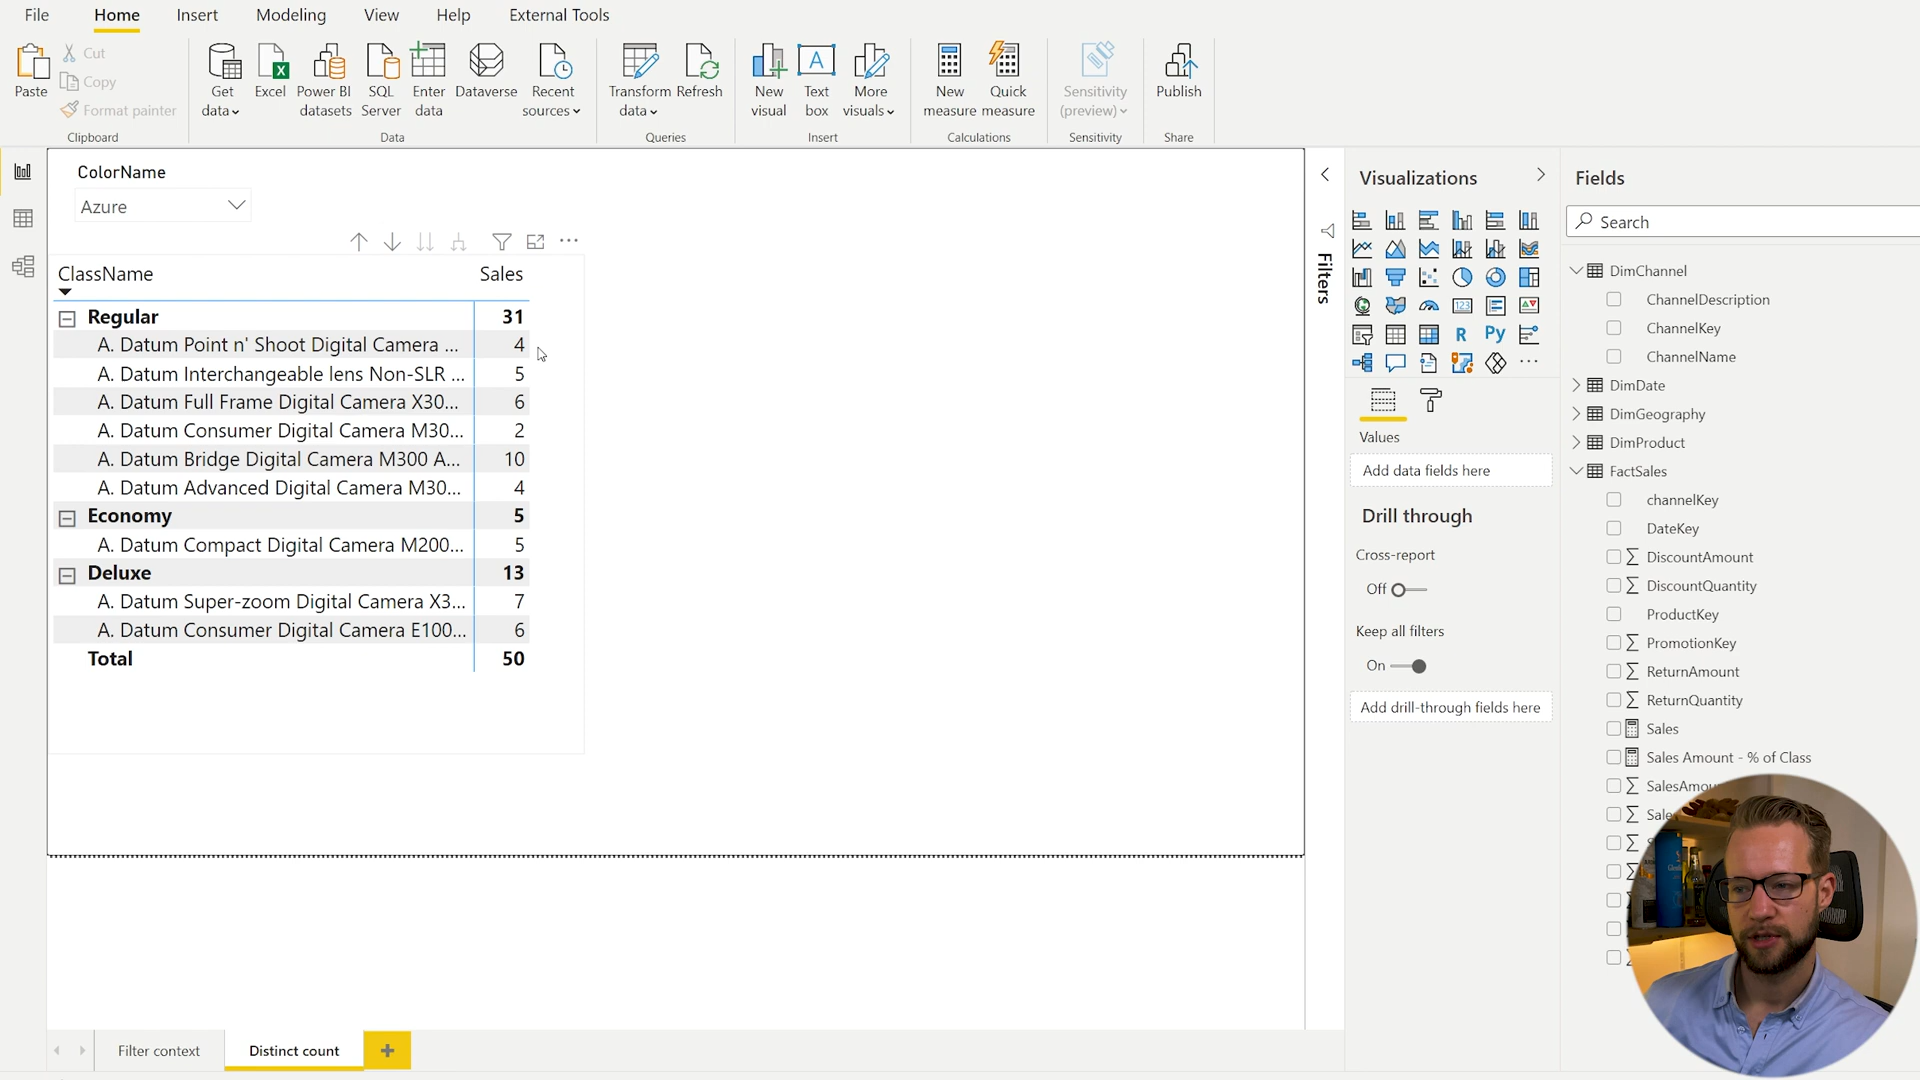 File Home Insert Modeling View Help External Tools
Paste
Cut
Copy
Format painter
Clipboard
Get data
Excel
Power BI datasets
SQL Server
Enter data
Dataverse
Recent sources
Data
Transform data
Refresh
Queries
New visual
Text box
More visuals
Insert
New measure
Quick measure
Calculations
Sensitivity (preview)
Sensitivity
Publish
Share
ColorName
Azure
ClassName Sales
Regular 31
A. Datum Point n' Shoot Digital Camera ... 4
A. Datum Interchangeable lens Non-SLR ... 5
A. Datum Full Frame Digital Camera X30... 6
A. Datum Consumer Digital Camera M30... 2
A. Datum Bridge Digital Camera M300 A... 10
A. Datum Advanced Digital Camera M30... 4
Economy 5
A. Datum Compact Digital Camera M200... 5
Deluxe 13
A. Datum Super-zoom Digital Camera X3... 7
A. Datum Consumer Digital Camera E100... 6
Total 50
Filters
Visualizations
123
R Py
Values
Add data fields here
Drill through
Cross-report
Off
Keep all filters
On
Add drill-through fields here
Fields
Search
DimChannel
ChannelDescription
ChannelKey
ChannelName
DimDate
DimGeography
DimProduct
FactSales
channelKey
DateKey
DiscountAmount
DiscountQuantity
ProductKey
PromotionKey
ReturnAmount
ReturnQuantity
Sales
Sales Amount - % of Class
Filter context
Distinct count
+